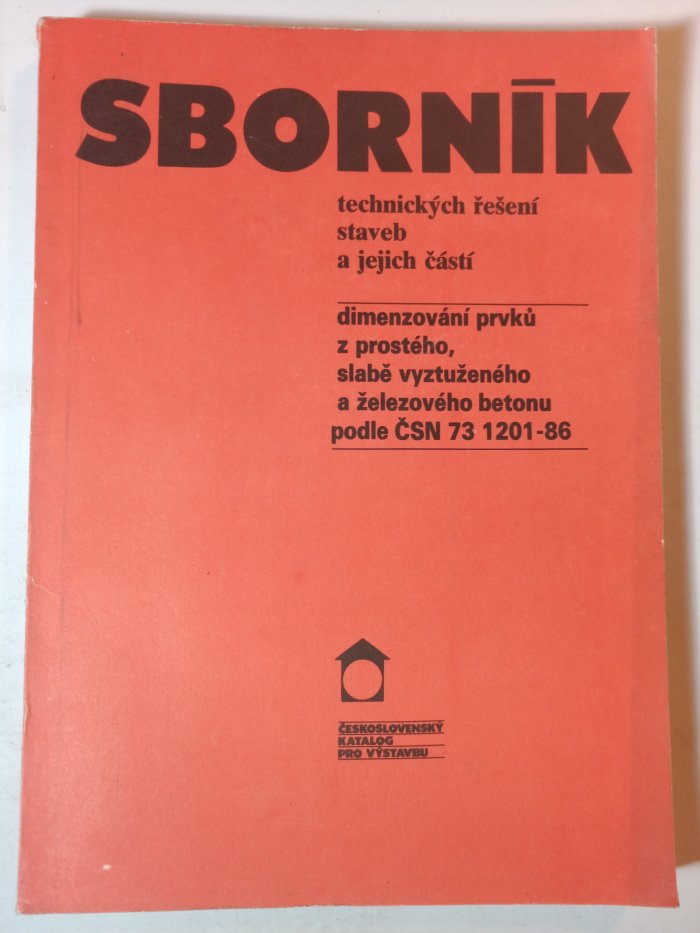 SBORNÍK
technických řešení
staveb
a jejich částí
dimenzování prvků
z prostého,
slabě vyztuženého
a železového betonu
podle ČSN 73 1201-86
ČESKOSLOVENSKÝ
KATALOG
PRO VÝSTAVBU